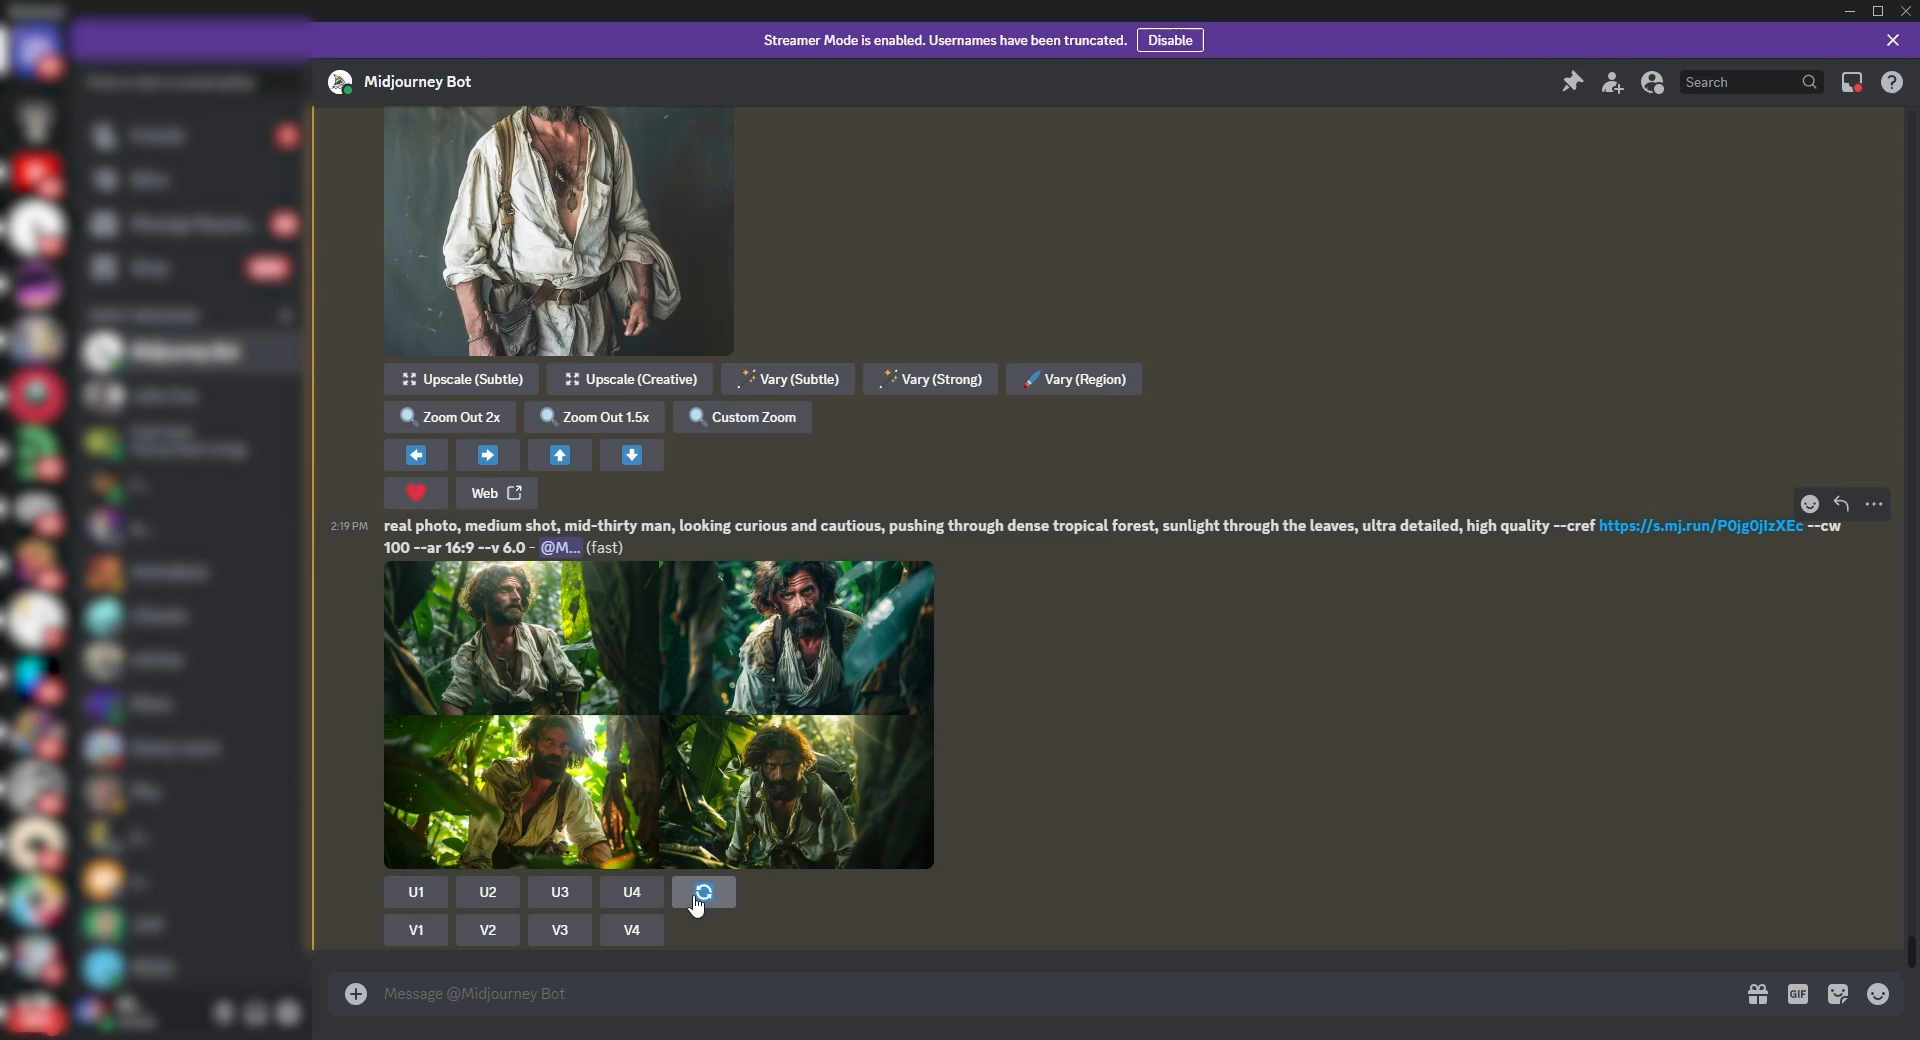 Streamer Mode is enabled. Usernames have been truncated. Disable
Midjourney Bot
Search
Upscale (Subtle) Upscale (Creative) Vary (Subtle) Vary (Strong) Vary (Region)
Zoom Out 2x Zoom Out 1.5x Custom Zoom
Web
2:19 PM real photo, medium shot, mid-thirty man, looking curious and cautious, pushing through dense tropical forest, sunlight through the leaves, ultra detailed, high quality --cref https://s.mj.run/P0jg0jIzXEc --cw
100 --ar 16:9 --v 6.0 - @M... (fast)
U1 U2 U3 U4
V1 V2 V3 V4
Message @Midjourney Bot
GIF